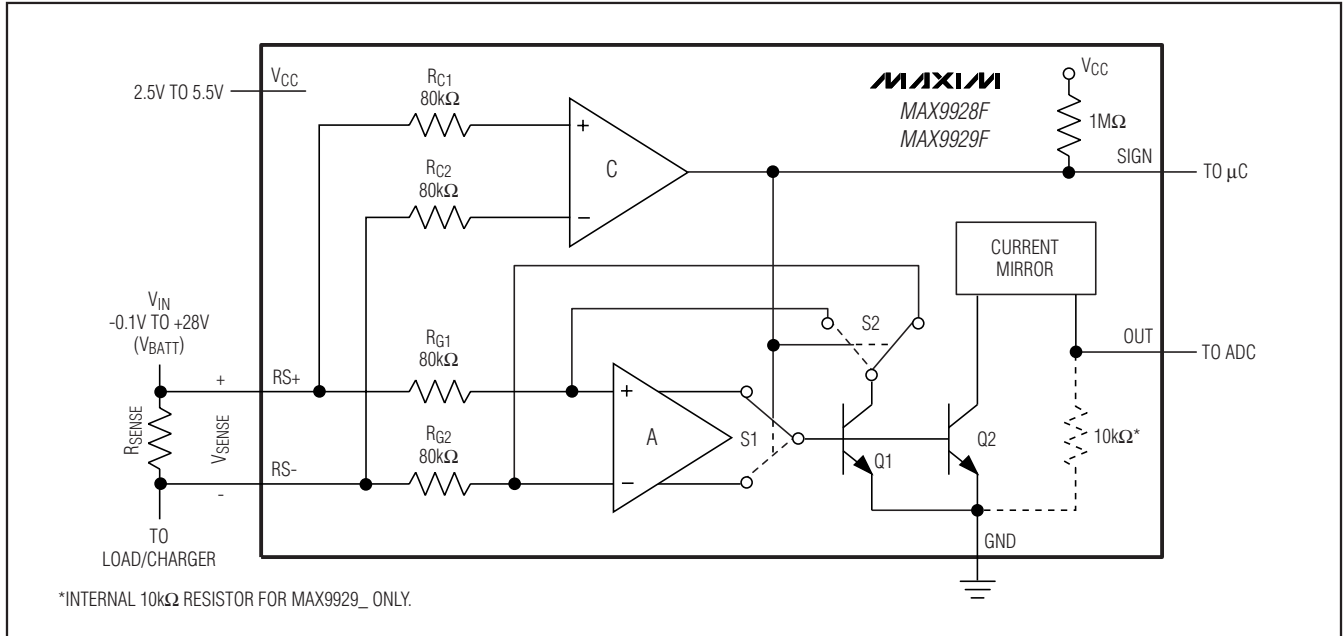 2.5V TO 5.5V
VCC
RC1
80kΩ
+
C
−
RC2
80kΩ
MAXIM
MAX9928F
MAX9929F
VCC
1MΩ
SIGN
TO µC
CURRENT
MIRROR
VIN
-0.1V TO +28V
(VBATT)
RG1
80kΩ
S2
OUT
TO ADC
+
RS+
RSENSE
VSENSE
RG2
80kΩ
+
A
−
S1
Q1
Q2
10kΩ*
RS-
-
TO
LOAD/CHARGER
GND
*INTERNAL 10kΩ RESISTOR FOR MAX9929_ ONLY.